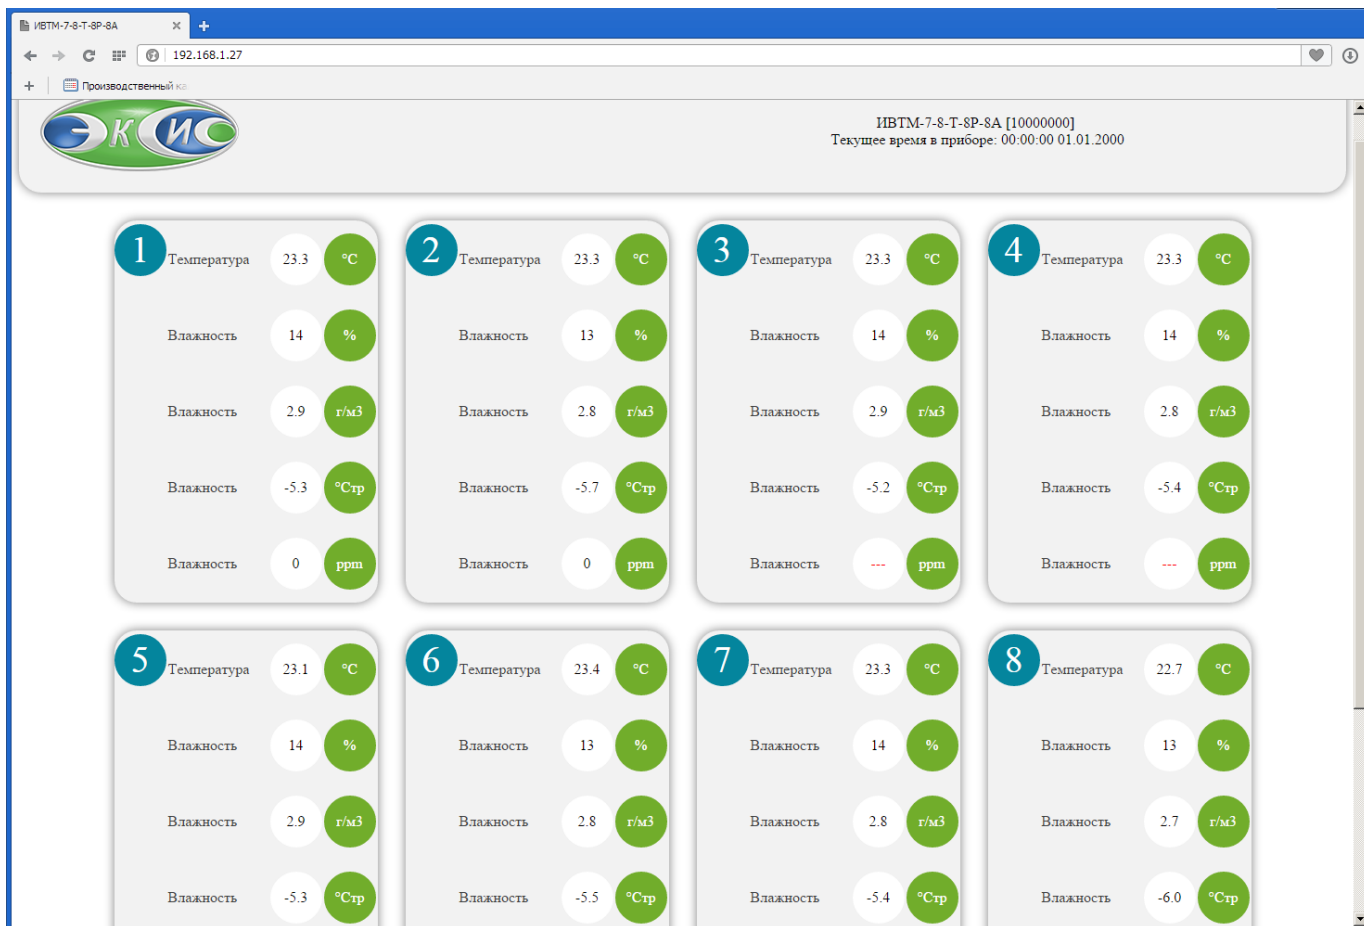 ИВТМ-7-8-Т-8Р-8А
192.168.1.27
Производственный ка
ЭКСИС
ИВТМ-7-8-Т-8Р-8А [10000000]
Текущее время в приборе: 00:00:00 01.01.2000
1 Температура 23.3 °С 2 Температура 23.3 °С 3 Температура 23.3 °С 4 Температура 23.3 °С
Влажность 14 % Влажность 13 % Влажность 14 % Влажность 14 %
Влажность 2.9 г/м3 Влажность 2.8 г/м3 Влажность 2.9 г/м3 Влажность 2.8 г/м3
Влажность -5.3 °Стр Влажность -5.7 °Стр Влажность -5.2 °Стр Влажность -5.4 °Стр
Влажность 0 ppm Влажность 0 ppm Влажность --- ppm Влажность --- ppm
5 Температура 23.1 °С 6 Температура 23.4 °С 7 Температура 23.3 °С 8 Температура 22.7 °С
Влажность 14 % Влажность 13 % Влажность 14 % Влажность 13 %
Влажность 2.9 г/м3 Влажность 2.8 г/м3 Влажность 2.8 г/м3 Влажность 2.7 г/м3
Влажность -5.3 °Стр Влажность -5.5 °Стр Влажность -5.4 °Стр Влажность -6.0 °Стр